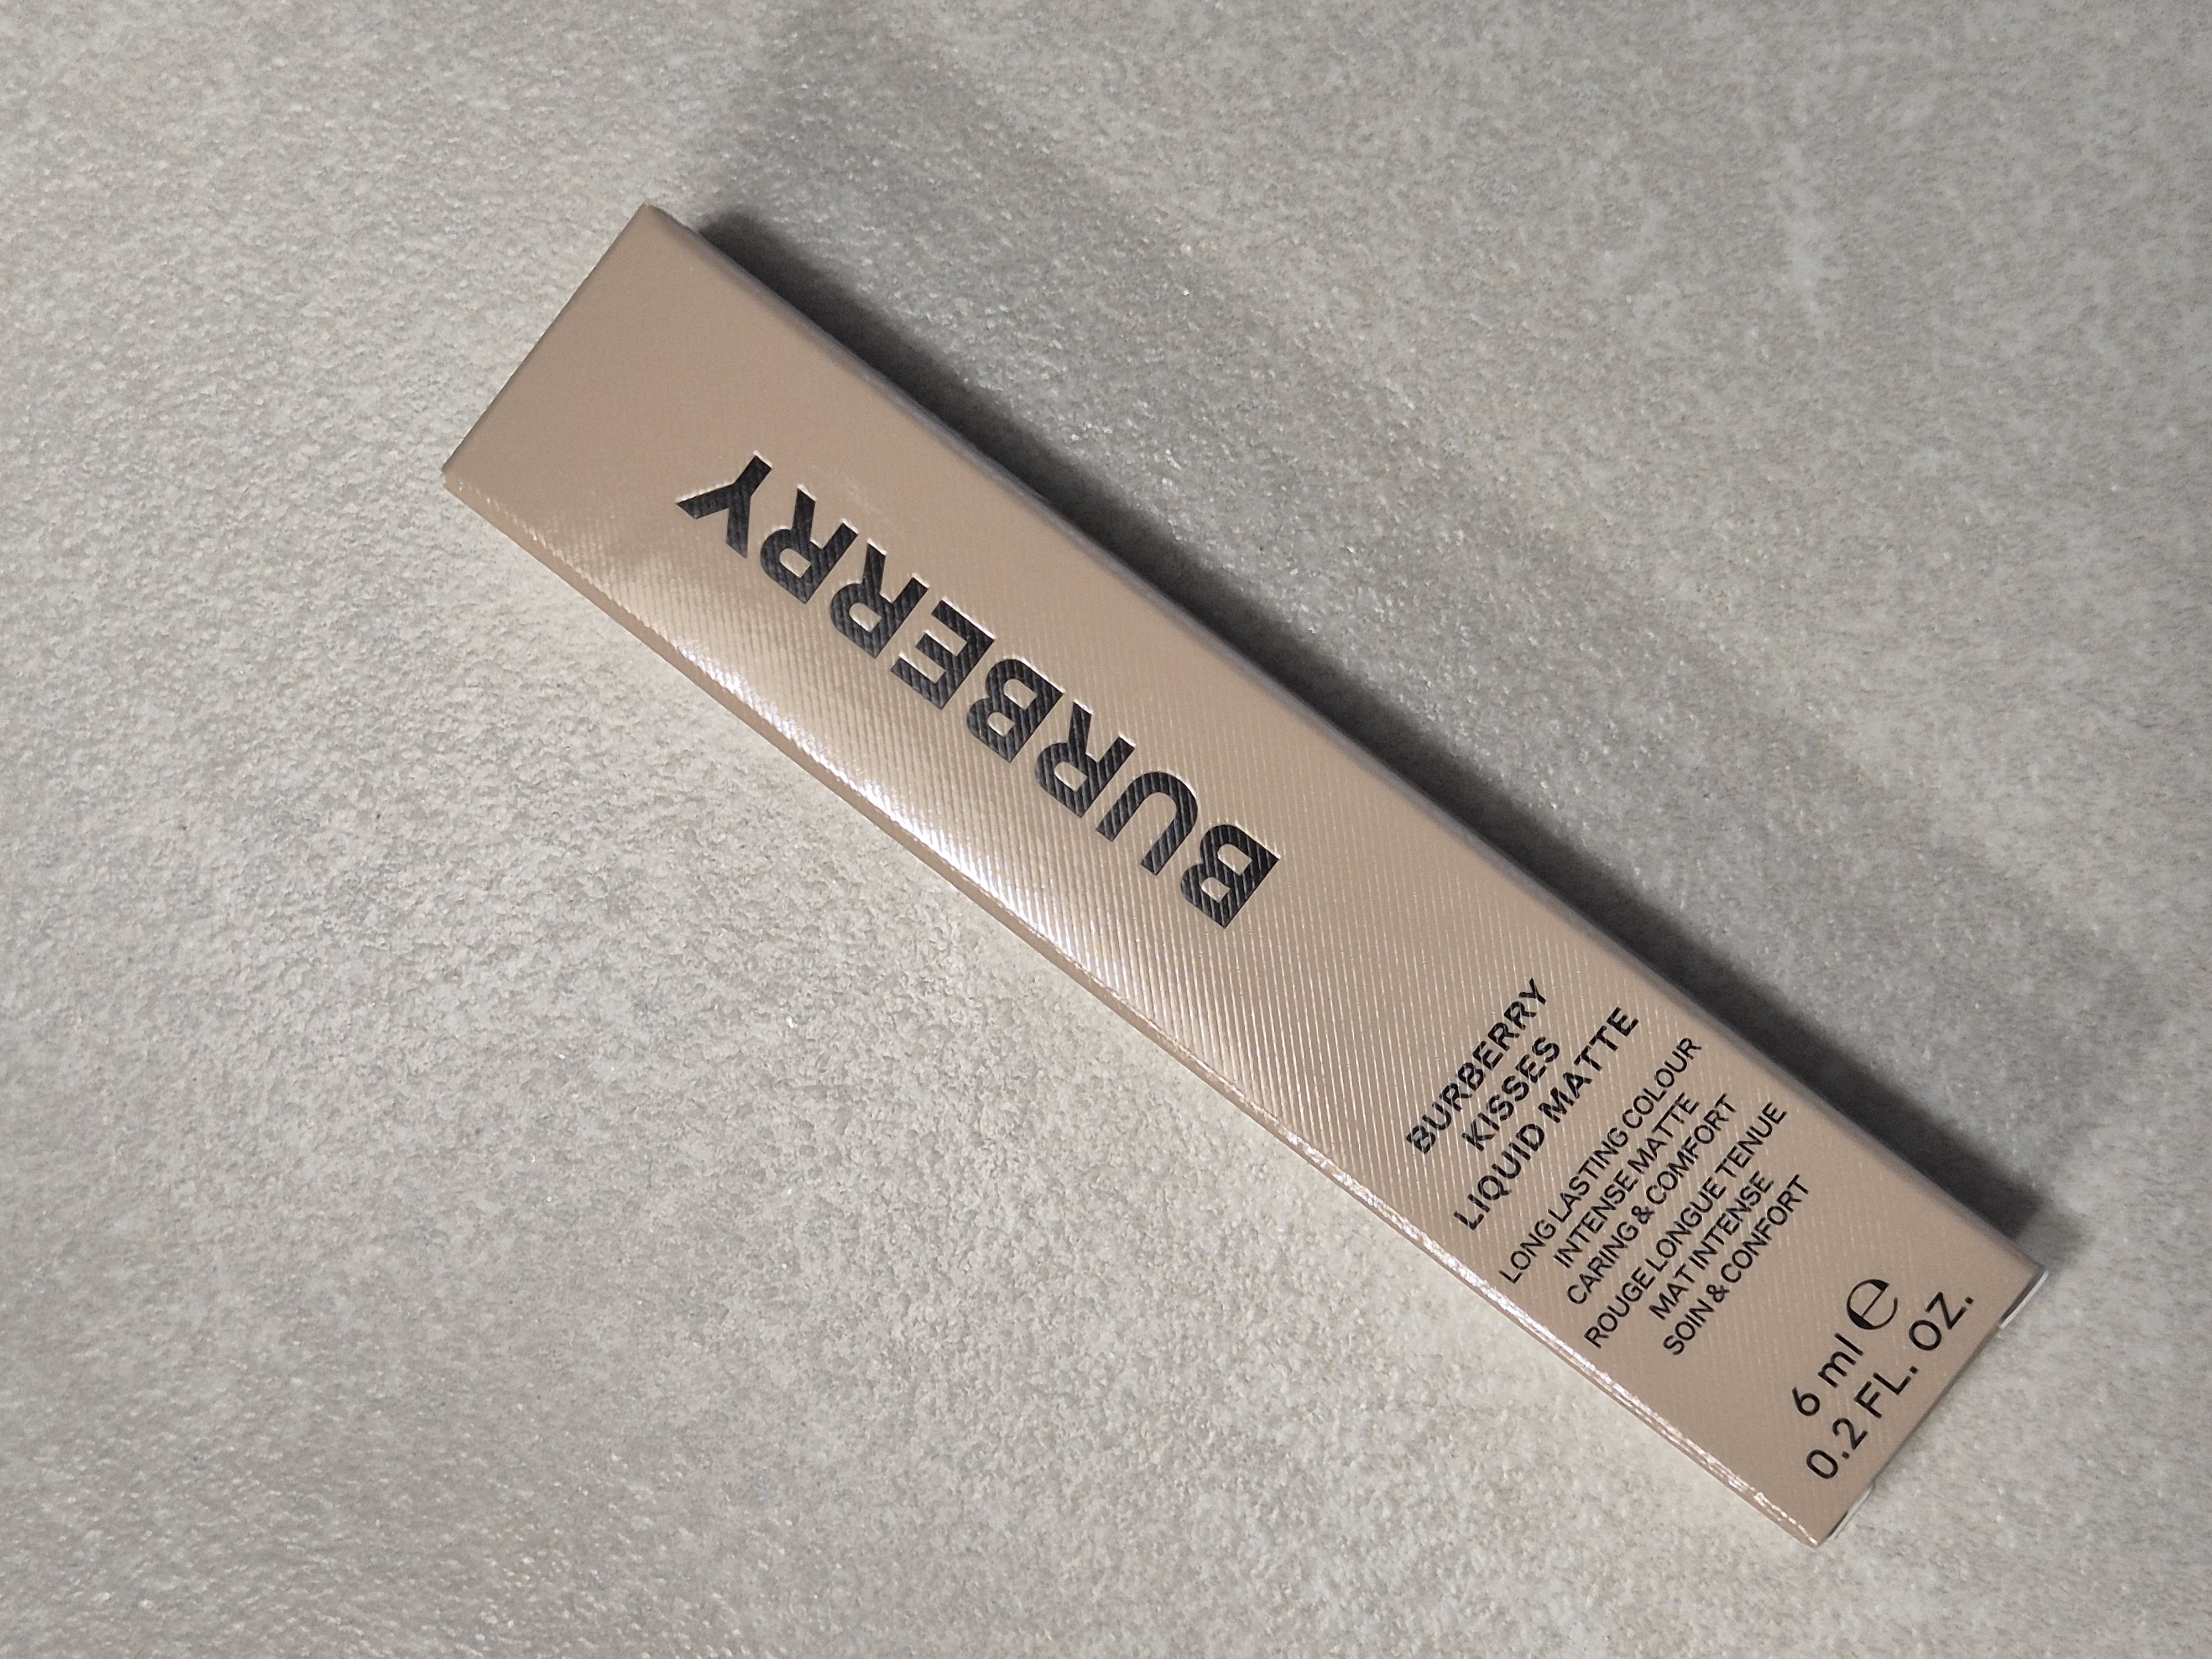 BURBERRY
BURBERRY
KISSES
LIQUID MATTE
LONG LASTING COLOUR
INTENSE MATTE
CARING & COMFORT
ROUGE LONGUE TENUE
MAT INTENSE
SOIN & CONFORT
6 ml ℮
0.2 FL. OZ.